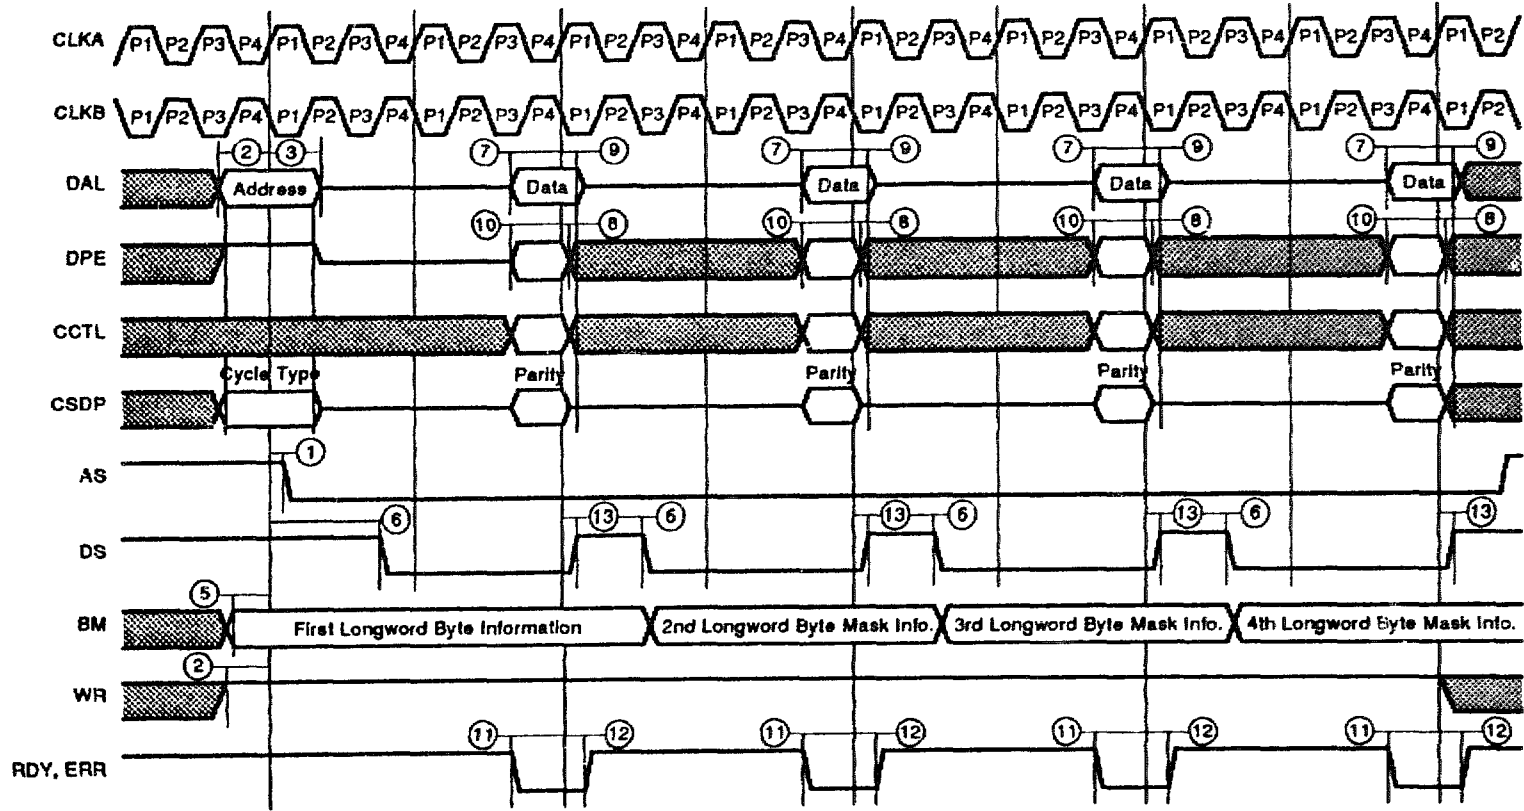 CLKA P1 P2 P3 P4 P1 P2 P3 P4 P1 P2 P3 P4 P1 P2 P3 P4 P1 P2 P3 P4 P1 P2 P3 P4 P1 P2 P3 P4 P1 P2 P3 P4 P1 P2 P3 P4 P1 P2
CLKB P1 P2 P3 P4 P1 P2 P3 P4 P1 P2 P3 P4 P1 P2 P3 P4 P1 P2 P3 P4 P1 P2 P3 P4 P1 P2 P3 P4 P1 P2 P3 P4 P1 P2 P3 P4 P1 P2
2 3 7 9 7 9 7 9 7 9
DAL Address Data Data Data Data
10 8 10 8 10 8 10 8
DPE
CCTL
Cycle Type Parity Parity Parity Parity
CSDP
1
AS
6 13 6 13 6 13 6 13
DS
5
BM First Longword Byte Information 2nd Longword Byte Mask Info. 3rd Longword Byte Mask Info. 4th Longword Byte Mask Info.
2
WR
11 12 11 12 11 12 11 12
RDY, ERR